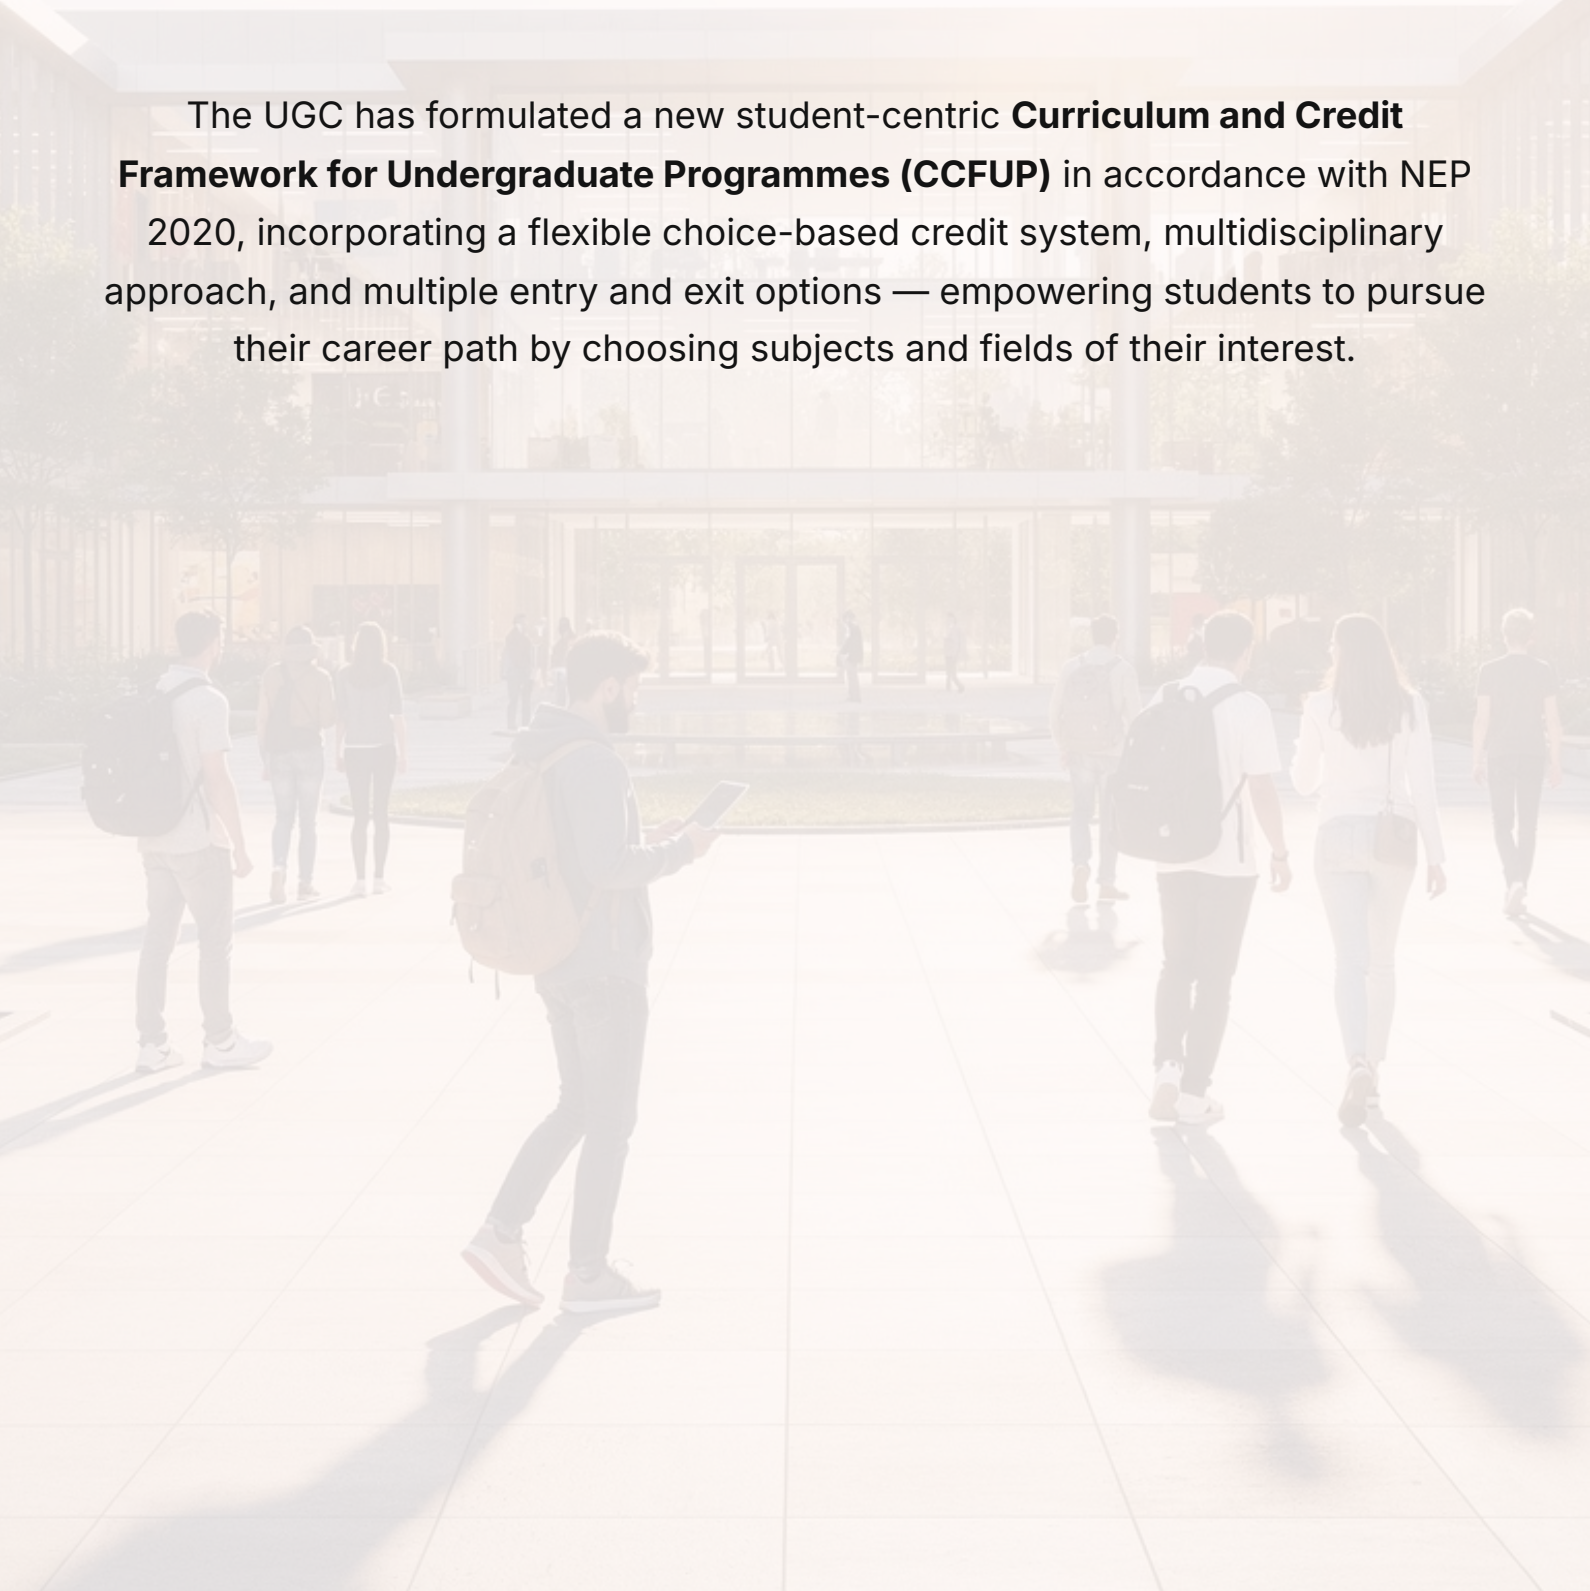 The UGC has formulated a new student-centric Curriculum and Credit
Framework for Undergraduate Programmes (CCFUP) in accordance with NEP
2020, incorporating a flexible choice-based credit system, multidisciplinary
approach, and multiple entry and exit options — empowering students to pursue
their career path by choosing subjects and fields of their interest.